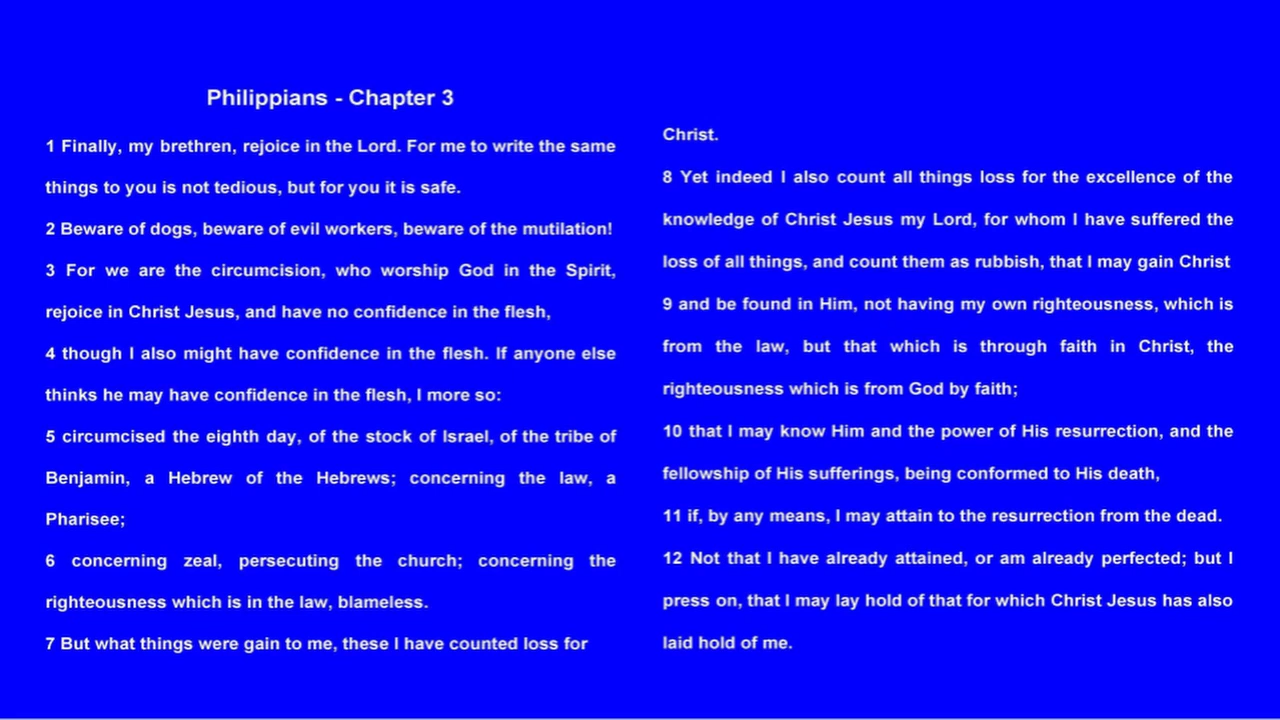 Philippians - Chapter 3
1 Finally, my brethren, rejoice in the Lord. For me to write the same
things to you is not tedious, but for you it is safe.
2 Beware of dogs, beware of evil workers, beware of the mutilation!
3 For we are the circumcision, who worship God in the Spirit,
rejoice in Christ Jesus, and have no confidence in the flesh,
4 though I also might have confidence in the flesh. If anyone else
thinks he may have confidence in the flesh, I more so:
5 circumcised the eighth day, of the stock of Israel, of the tribe of
Benjamin, a Hebrew of the Hebrews; concerning the law, a
Pharisee;
6 concerning zeal, persecuting the church; concerning the
righteousness which is in the law, blameless.
7 But what things were gain to me, these I have counted loss for
Christ.
8 Yet indeed I also count all things loss for the excellence of the
knowledge of Christ Jesus my Lord, for whom I have suffered the
loss of all things, and count them as rubbish, that I may gain Christ
9 and be found in Him, not having my own righteousness, which is
from the law, but that which is through faith in Christ, the
righteousness which is from God by faith;
10 that I may know Him and the power of His resurrection, and the
fellowship of His sufferings, being conformed to His death,
11 if, by any means, I may attain to the resurrection from the dead.
12 Not that I have already attained, or am already perfected; but I
press on, that I may lay hold of that for which Christ Jesus has also
laid hold of me.